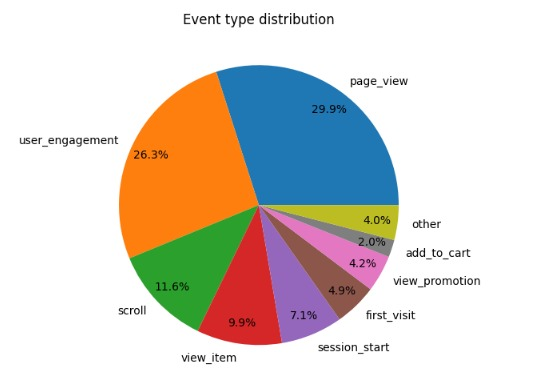 Event type distribution
page_view
29.9%
user_engagement
26.3%
scroll
11.6%
view_item
9.9%
session_start
7.1%
first_visit
4.9%
view_promotion
4.2%
add_to_cart
2.0%
other
4.0%